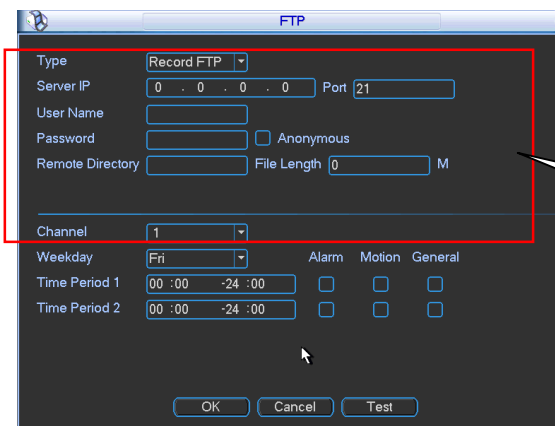 FTP
Type Record FTP
Server IP 0 . 0 . 0 . 0 Port 21
User Name
Password Anonymous
Remote Directory File Length 0 M
Channel 1
Weekday Fri Alarm Motion General
Time Period 1 00 :00 -24 :00
Time Period 2 00 :00 -24 :00
OK Cancel Test